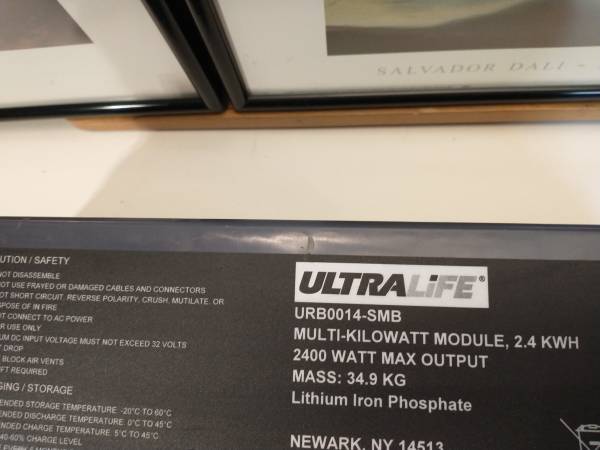 SALVADOR DALI -
UTION / SAFETY
NOT DISASSEMBLE
OT USE FRAYED OR DAMAGED CABLES AND CONNECTORS
OT SHORT CIRCUIT, REVERSE POLARITY, CRUSH, MUTILATE, OR
SPOSE OF IN FIRE
OT CONNECT TO AC POWER
R USE ONLY
UM DC INPUT VOLTAGE MUST NOT EXCEED 32 VOLTS
T DROP
BLOCK AIR VENTS
FT REQUIRED
GING / STORAGE
ENDED STORAGE TEMPERATURE -20°C TO 60°C
ENDED DISCHARGE TEMPERATURE 0°C TO 45°C
ENDED CHARGE TEMPERATURE 5°C TO 45°C
40-60% CHARGE LEVEL
ULTRALiFE®
URB0014-SMB
MULTI-KILOWATT MODULE, 2.4 KWH
2400 WATT MAX OUTPUT
MASS: 34.9 KG
Lithium Iron Phosphate
NEWARK, NY 14513